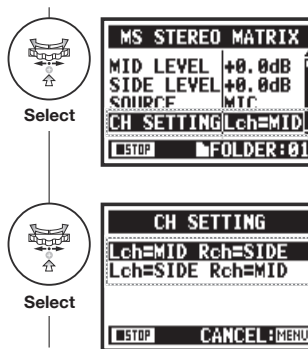 MS STEREO MATRIX
MID LEVEL +0.0dB
SIDE LEVEL +0.0dB
SOURCE MIC
CH SETTING Lch=MID
STOP FOLDER:01
Select
CH SETTING
Lch=MID Rch=SIDE
Lch=SIDE Rch=MID
STOP CANCEL:MENU
Select